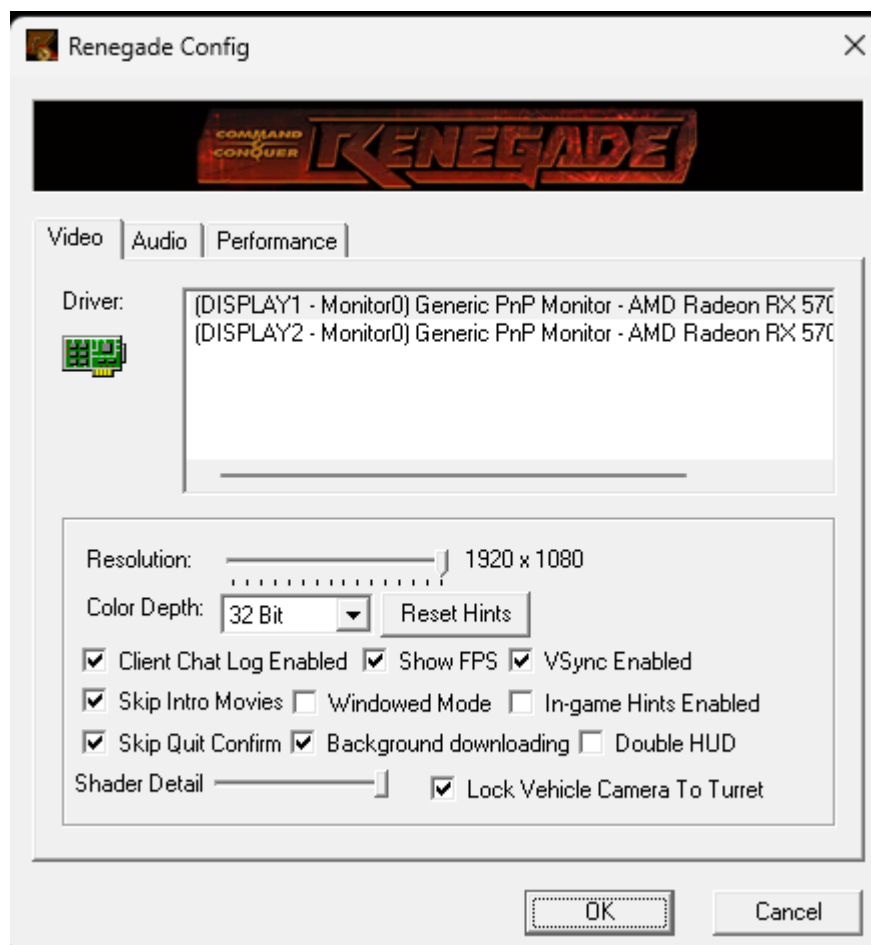 Renegade Config
COMMAND & CONQUER RENEGADE
Video Audio Performance
Driver:
(DISPLAY1 - Monitor0) Generic PnP Monitor - AMD Radeon RX 570
(DISPLAY2 - Monitor0) Generic PnP Monitor - AMD Radeon RX 570
Resolution: 1920 x 1080
Color Depth: 32 Bit Reset Hints
Client Chat Log Enabled Show FPS VSync Enabled
Skip Intro Movies Windowed Mode In-game Hints Enabled
Skip Quit Confirm Background downloading Double HUD
Shader Detail Lock Vehicle Camera To Turret
OK Cancel